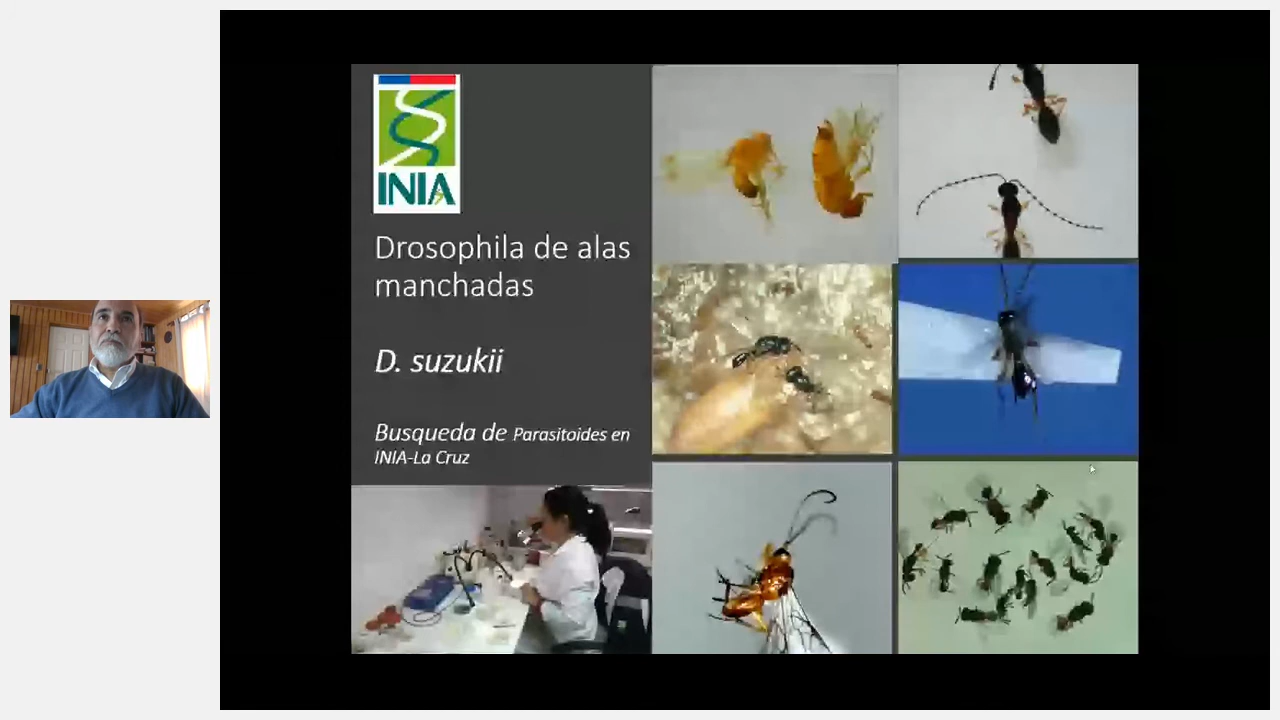 INIA
Drosophila de alas
manchadas
D. suzukii
Busqueda de Parasitoides en
INIA-La Cruz